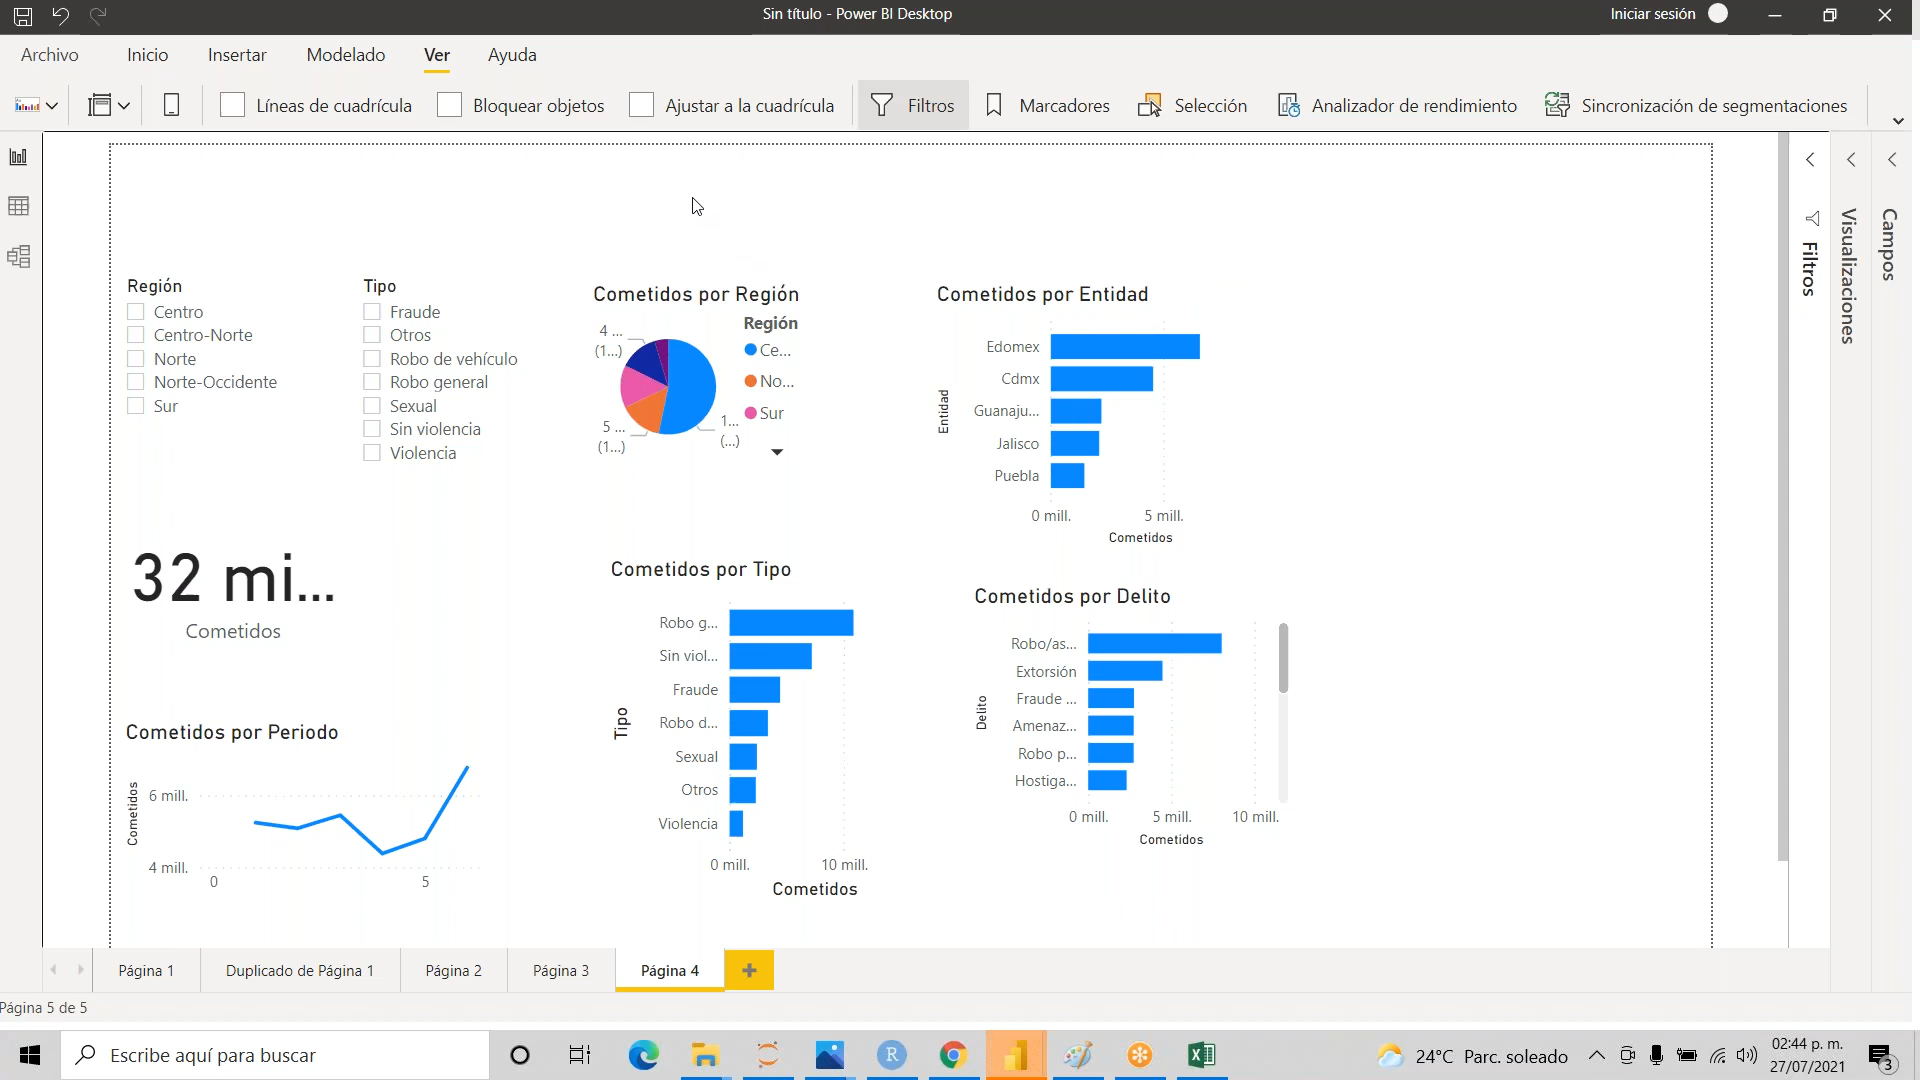 Sin título - Power BI Desktop
Iniciar sesión
Archivo Inicio Insertar Modelado Ver Ayuda
Líneas de cuadrícula Bloquear objetos Ajustar a la cuadrícula Filtros Marcadores Selección Analizador de rendimiento Sincronización de segmentaciones
Región
Centro
Centro-Norte
Norte
Norte-Occidente
Sur
Tipo
Fraude
Otros
Robo de vehículo
Robo general
Sexual
Sin violencia
Violencia
Cometidos por Región
Región
Ce...
No...
Sur
4 ...
(1...)
5 ...
(1...)
1...
(...)
Cometidos por Entidad
Entidad
Edomex
Cdmx
Guanaju...
Jalisco
Puebla
0 mill. 5 mill.
Cometidos
Filtros
Visualizaciones
Campos
32 mi...
Cometidos
Cometidos por Periodo
Cometidos
6 mill.
4 mill.
0 5
Cometidos por Tipo
Tipo
Robo g...
Sin viol...
Fraude
Robo d...
Sexual
Otros
Violencia
0 mill. 10 mill.
Cometidos
Cometidos por Delito
Delito
Robo/as...
Extorsión
Fraude ...
Amenaz...
Robo p...
Hostiga...
0 mill. 5 mill. 10 mill.
Cometidos
Página 1 Duplicado de Página 1 Página 2 Página 3 Página 4
Página 5 de 5
Escribe aquí para buscar
R
24°C Parc. soleado
02:44 p. m.
27/07/2021
3